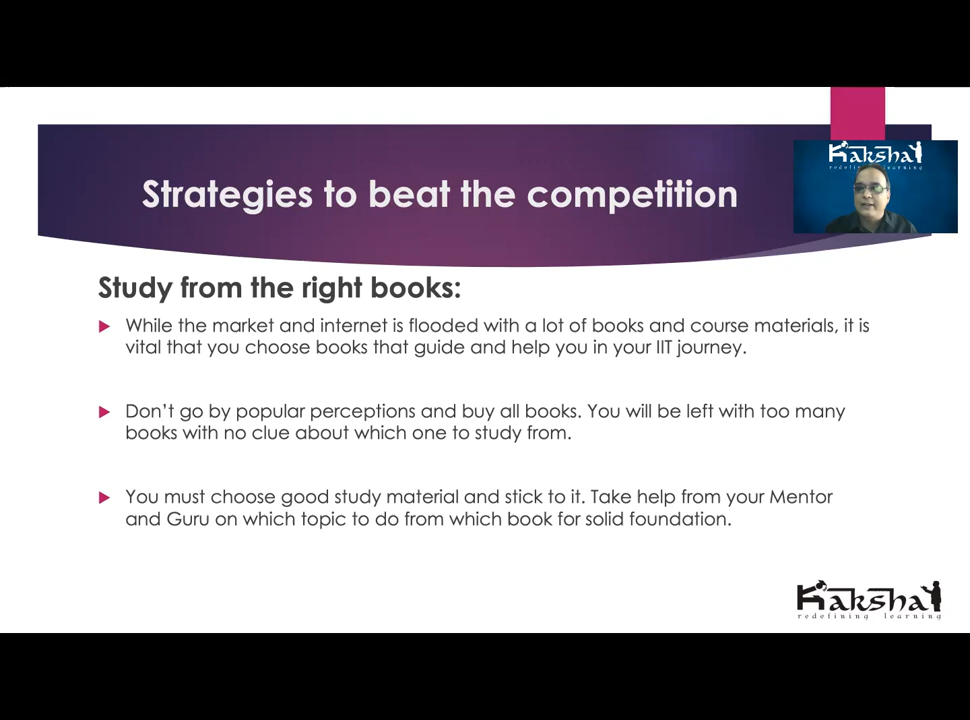 Kaksha
redefining learning
Strategies to beat the competition
Study from the right books:
While the market and internet is flooded with a lot of books and course materials, it is
vital that you choose books that guide and help you in your IIT journey.
Don't go by popular perceptions and buy all books. You will be left with too many
books with no clue about which one to study from.
You must choose good study material and stick to it. Take help from your Mentor
and Guru on which topic to do from which book for solid foundation.
Kaksha
redefining learning